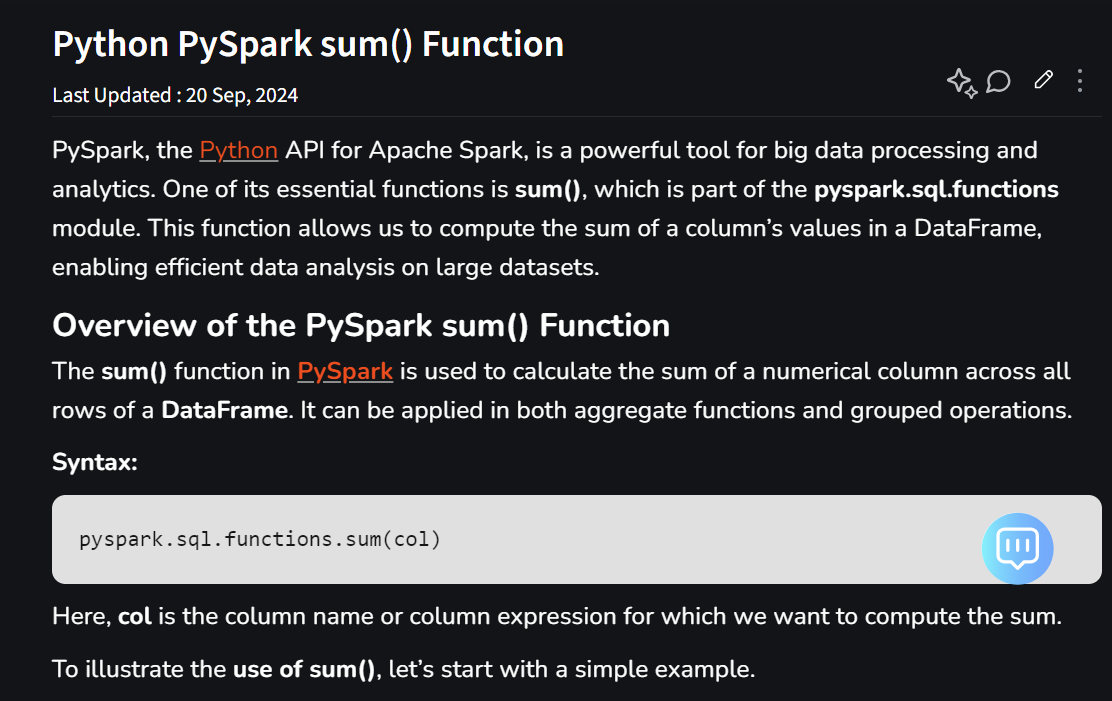 Python PySpark sum() Function
Last Updated : 20 Sep, 2024
PySpark, the Python API for Apache Spark, is a powerful tool for big data processing and
analytics. One of its essential functions is sum(), which is part of the pyspark.sql.functions
module. This function allows us to compute the sum of a column’s values in a DataFrame,
enabling efficient data analysis on large datasets.
Overview of the PySpark sum() Function
The sum() function in PySpark is used to calculate the sum of a numerical column across all
rows of a DataFrame. It can be applied in both aggregate functions and grouped operations.
Syntax:
pyspark.sql.functions.sum(col)
Here, col is the column name or column expression for which we want to compute the sum.
To illustrate the use of sum(), let’s start with a simple example.